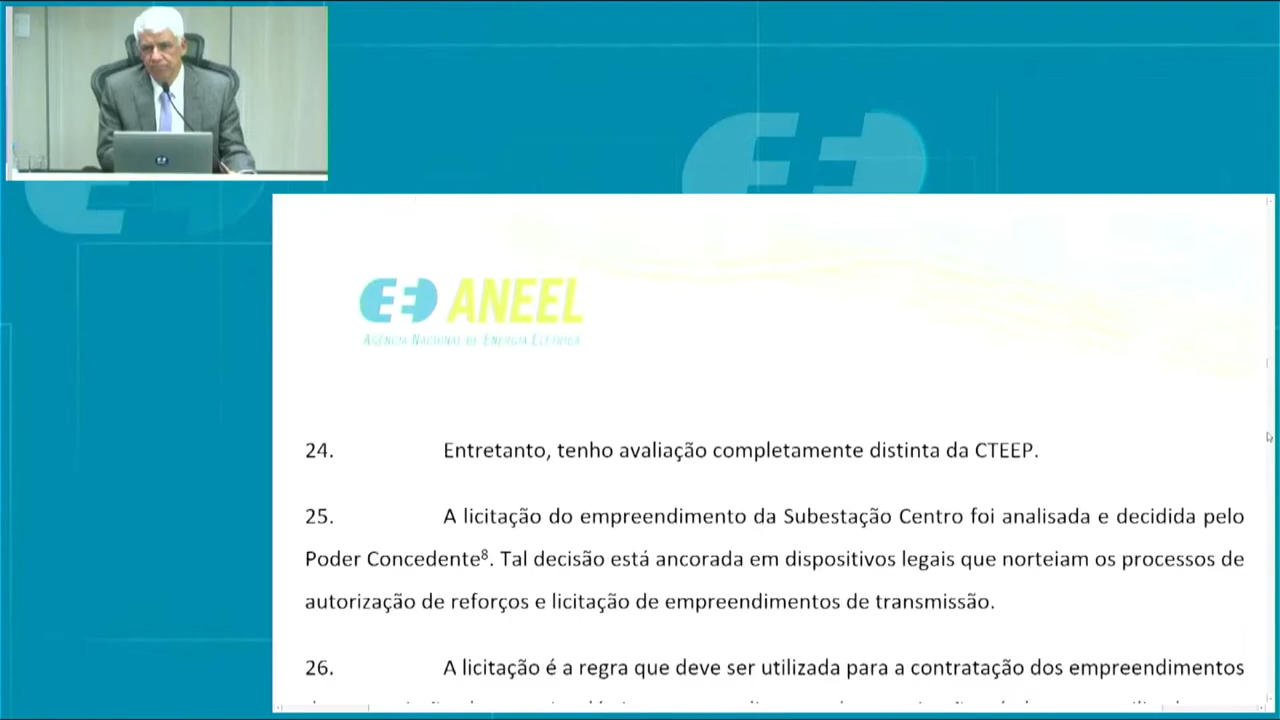 ANEEL
AGÊNCIA NACIONAL DE ENERGIA ELÉTRICA
24. Entretanto, tenho avaliação completamente distinta da CTEEP.
25. A licitação do empreendimento da Subestação Centro foi analisada e decidida pelo
Poder Concedente⁸. Tal decisão está ancorada em dispositivos legais que norteiam os processos de
autorização de reforços e licitação de empreendimentos de transmissão.
26. A licitação é a regra que deve ser utilizada para a contratação dos empreendimentos